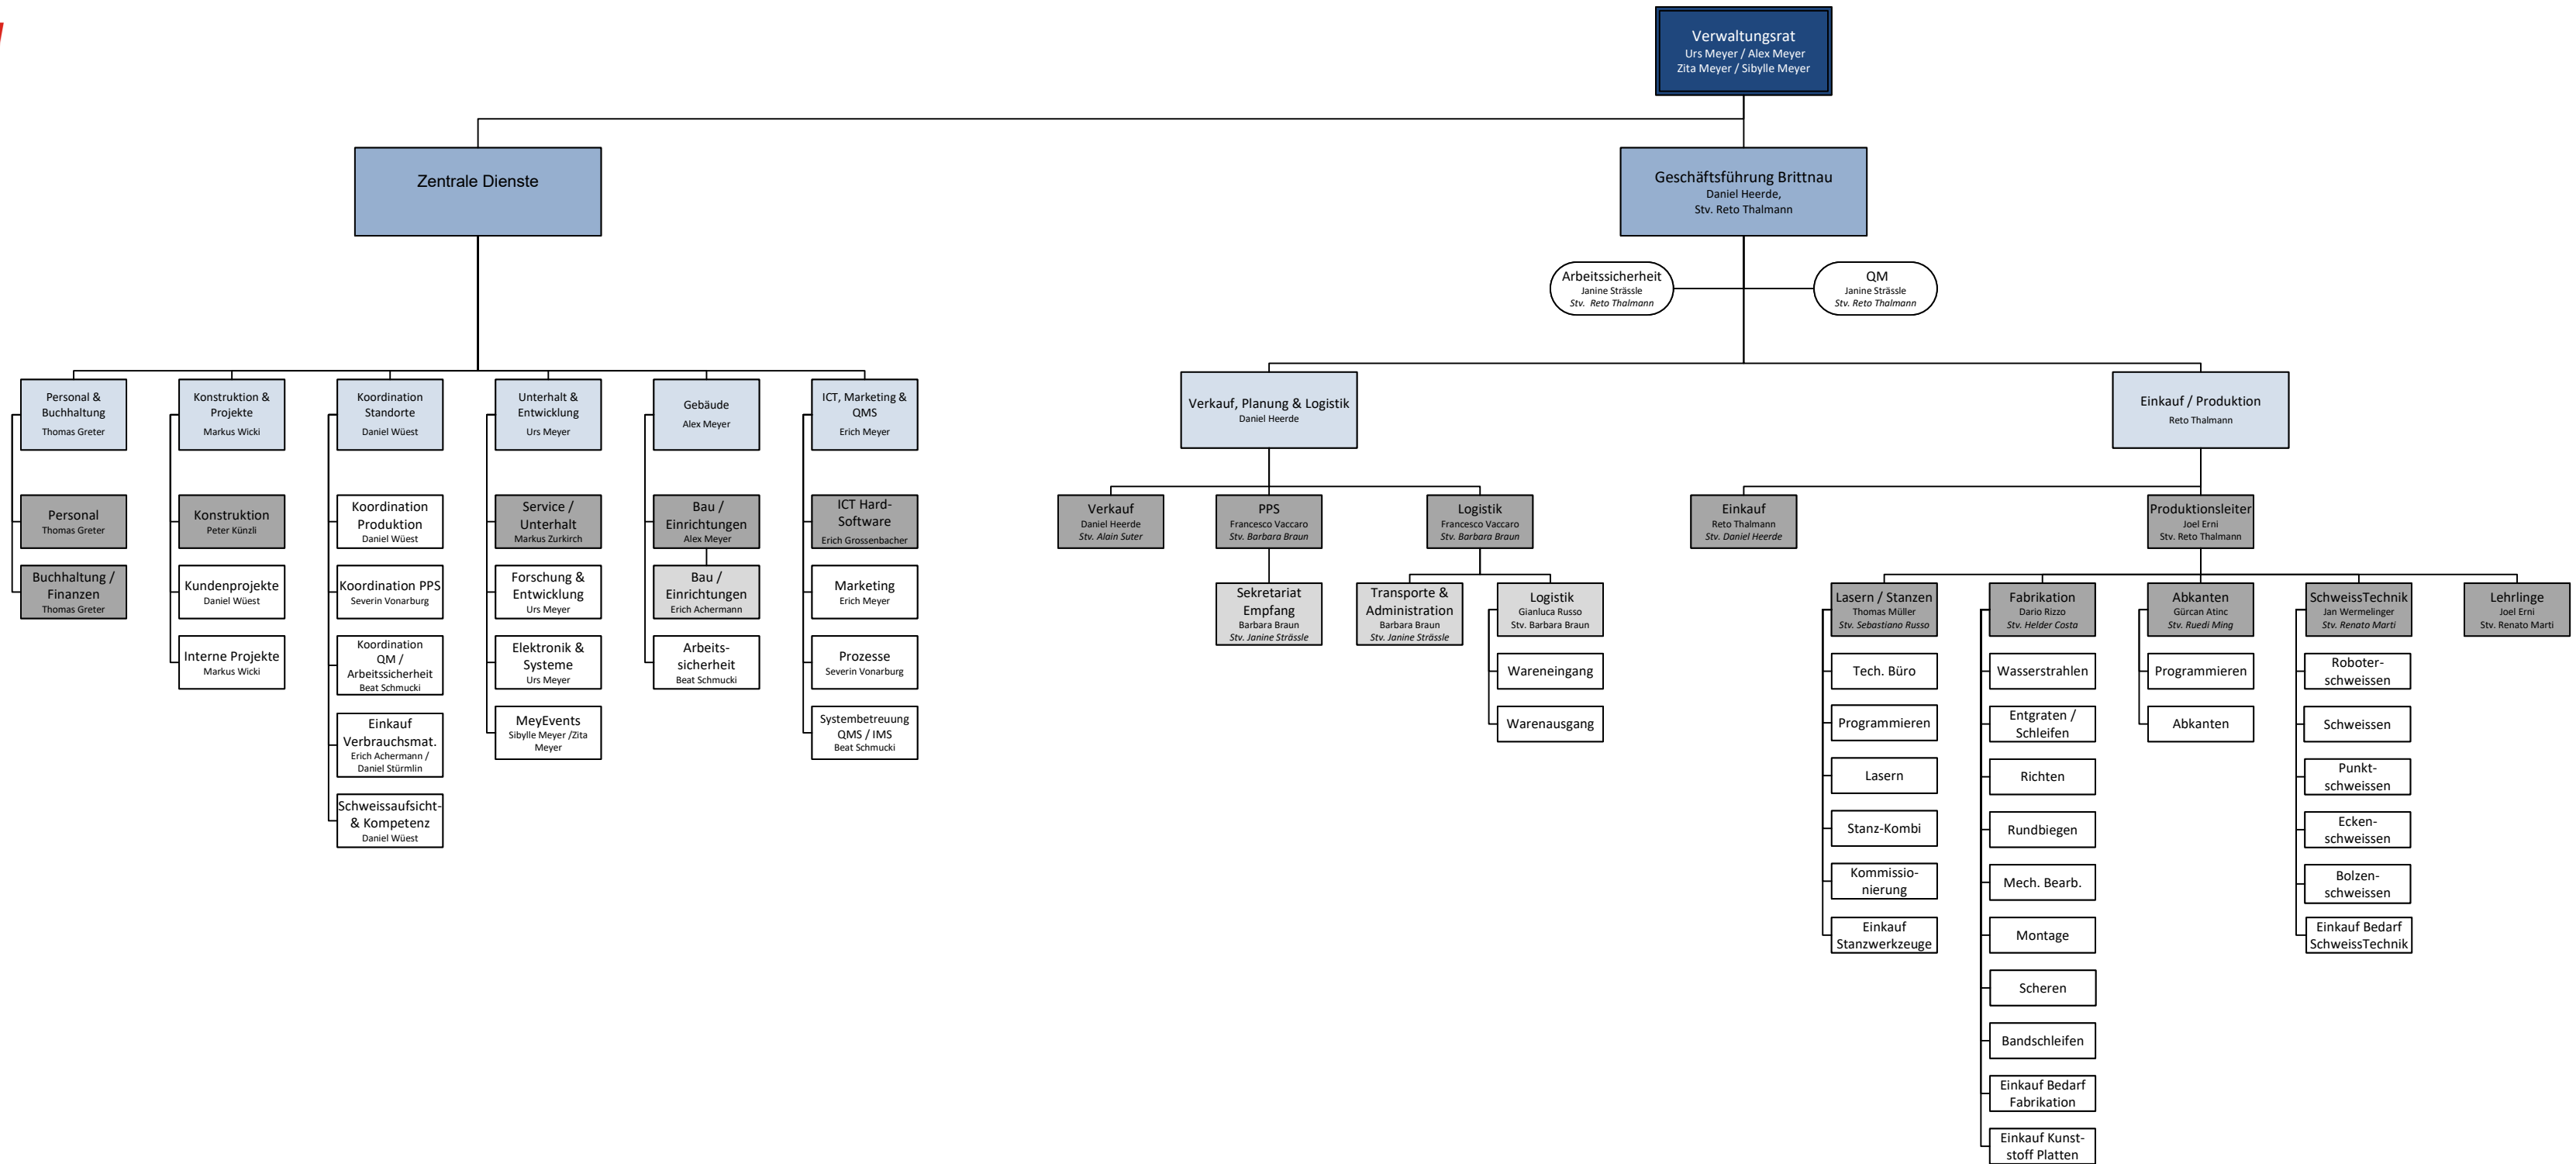 Verwaltungsrat
Urs Meyer / Alex Meyer
Zita Meyer / Sibylle Meyer
Zentrale Dienste
Geschäftsführung Brittnau
Daniel Heerde,
Stv. Reto Thalmann
Arbeitssicherheit
Janine Strässle
Stv. Reto Thalmann
QM
Janine Strässle
Stv. Reto Thalmann
Personal &
Buchhaltung
Thomas Greter
Personal
Thomas Greter
Buchhaltung /
Finanzen
Thomas Greter
Konstruktion &
Projekte
Markus Wicki
Konstruktion
Peter Künzli
Kundenprojekte
Daniel Wüest
Interne Projekte
Markus Wicki
Koordination
Standorte
Daniel Wüest
Koordination
Produktion
Daniel Wüest
Koordination PPS
Severin Vonarburg
Koordination
QM /
Arbeitssicherheit
Beat Schmucki
Einkauf
Verbrauchsmat.
Erich Achermann /
Daniel Stürmlin
Schweissaufsicht-
& Kompetenz
Daniel Wüest
Unterhalt &
Entwicklung
Urs Meyer
Service /
Unterhalt
Markus Zurkirch
Forschung &
Entwicklung
Urs Meyer
Elektronik &
Systeme
Urs Meyer
MeyEvents
Sibylle Meyer /Zita
Meyer
Gebäude
Alex Meyer
Bau /
Einrichtungen
Alex Meyer
Bau /
Einrichtungen
Erich Achermann
Arbeits-
sicherheit
Beat Schmucki
ICT, Marketing &
QMS
Erich Meyer
ICT Hard-
Software
Erich Grossenbacher
Marketing
Erich Meyer
Prozesse
Severin Vonarburg
Systembetreuung
QMS / IMS
Beat Schmucki
Verkauf, Planung & Logistik
Daniel Heerde
Verkauf
Daniel Heerde
Stv. Alain Suter
PPS
Francesco Vaccaro
Stv. Barbara Braun
Sekretariat
Empfang
Barbara Braun
Stv. Janine Strässle
Logistik
Francesco Vaccaro
Stv. Barbara Braun
Transporte &
Administration
Barbara Braun
Stv. Janine Strässle
Logistik
Gianluca Russo
Stv. Barbara Braun
Wareneingang
Warenausgang
Einkauf / Produktion
Reto Thalmann
Einkauf
Reto Thalmann
Stv. Daniel Heerde
Produktionsleiter
Joel Erni
Stv. Reto Thalmann
Lasern / Stanzen
Thomas Müller
Stv. Sebastiano Russo
Tech. Büro
Programmieren
Lasern
Stanz-Kombi
Kommissio-
nierung
Einkauf
Stanzwerkzeuge
Fabrikation
Dario Rizzo
Stv. Helder Costa
Wasserstrahlen
Entgraten /
Schleifen
Richten
Rundbiegen
Mech. Bearb.
Montage
Scheren
Bandschleifen
Einkauf Bedarf
Fabrikation
Einkauf Kunst-
stoff Platten
Abkanten
Gürcan Atinc
Stv. Ruedi Ming
Programmieren
Abkanten
SchweissTechnik
Jan Wermelinger
Stv. Renato Marti
Roboter-
schweissen
Schweissen
Punkt-
schweissen
Ecken-
schweissen
Bolzen-
schweissen
Einkauf Bedarf
SchweissTechnik
Lehrlinge
Joel Erni
Stv. Renato Marti